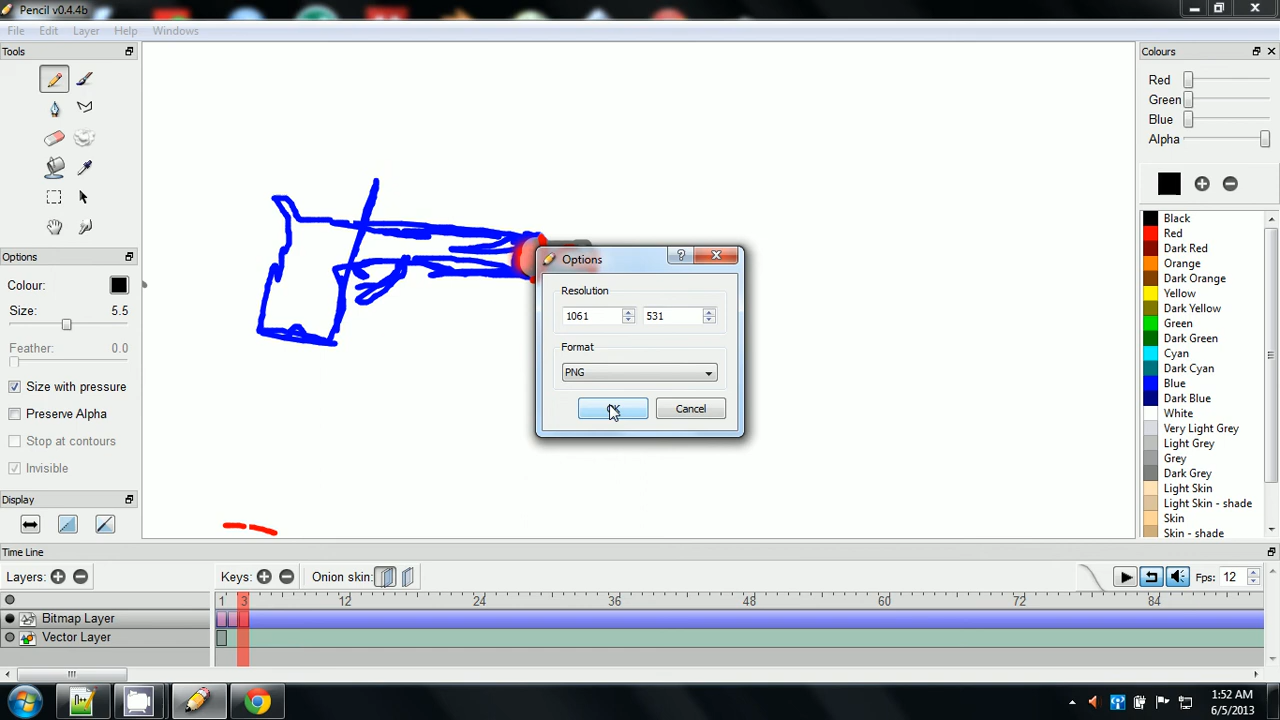 Pencil v0.4.4b
File Edit Layer Help Windows
Tools
Options
Colour:
Size: 5.5
Feather: 0.0
Size with pressure
Preserve Alpha
Stop at contours
Invisible
Display
Options
Resolution
1061 531
Format
PNG
Cancel
Colours
Red
Green
Blue
Alpha
Black
Red
Dark Red
Orange
Dark Orange
Yellow
Dark Yellow
Green
Dark Green
Cyan
Dark Cyan
Blue
Dark Blue
White
Very Light Grey
Light Grey
Grey
Dark Grey
Light Skin
Light Skin - shade
Skin
Skin - shade
Time Line
Layers: Keys: Onion skin: Fps: 12
1 3 12 24 36 48 60 72 84
Bitmap Layer
Vector Layer
1:52 AM
6/5/2013